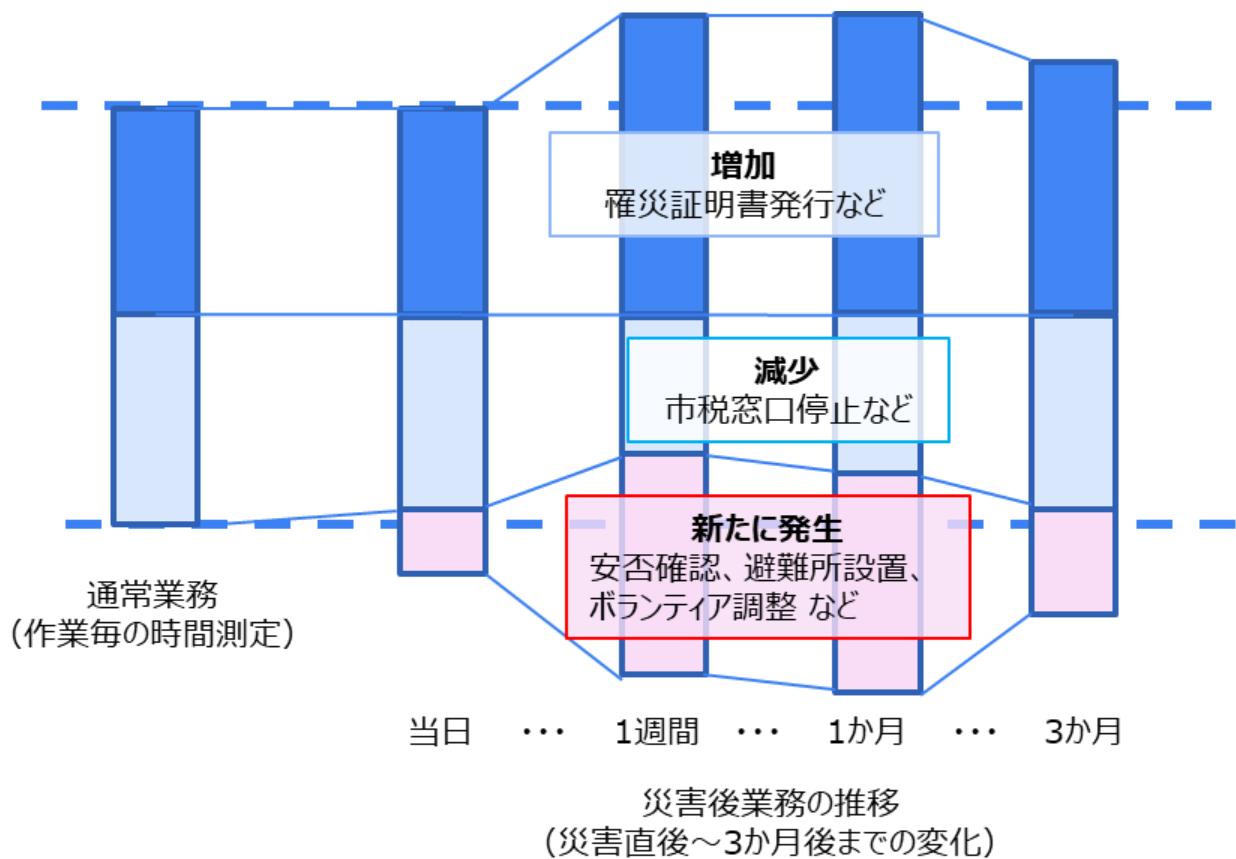 増加
罹災証明書発行など
減少
市税窓口停止など
新たに発生
安否確認、避難所設置、
ボランティア調整 など
通常業務
(作業毎の時間測定)
当日 ・・・ 1週間 ・・・ 1か月 ・・・ 3か月
災害後業務の推移
(災害直後～3か月後までの変化)